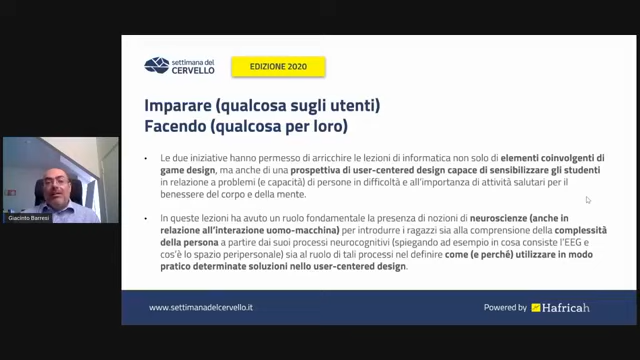 settimana del
CERVELLO
EDIZIONE 2020
Imparare (qualcosa sugli utenti)
Facendo (qualcosa per loro)
• Le due iniziative hanno permesso di arricchire le lezioni di informatica non solo di elementi coinvolgenti di
game design, ma anche di una prospettiva di user-centered design capace di sensibilizzare gli studenti
in relazione a problemi (e capacità) di persone in difficoltà e all'importanza di attività salutari per il
benessere del corpo e della mente.
• In queste lezioni ha avuto un ruolo fondamentale la presenza di nozioni di neuroscienze (anche in
relazione all'interazione uomo-macchina) per introdurre i ragazzi sia alla comprensione della complessità
della persona a partire dai suoi processi neurocognitivi (spiegando ad esempio in cosa consiste l'EEG e
cos'è lo spazio peripersonale) sia al ruolo di tali processi nel definire come (e perché) utilizzare in modo
pratico determinate soluzioni nello user-centered design.
Giacinto Barresi
www.settimanadelcervello.it
Powered by Hafricah